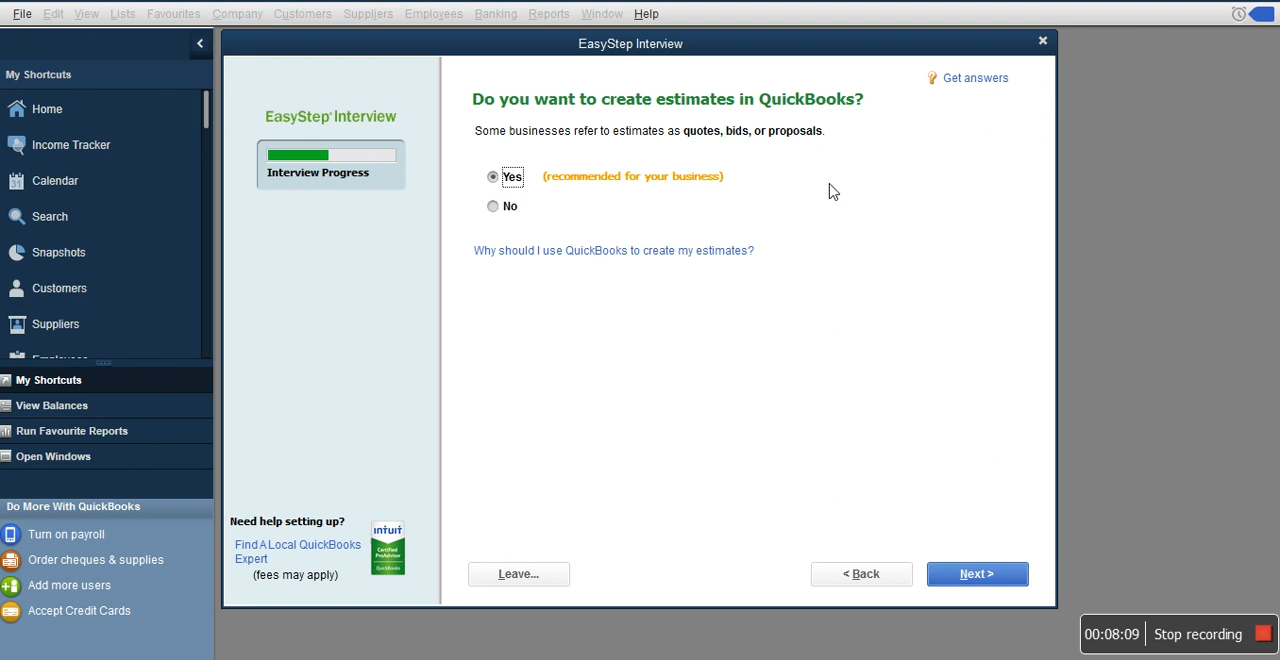 File Edit View Lists Favourites Company Customers Suppliers Employees Banking Reports Window Help
EasyStep Interview
My Shortcuts
Home
Income Tracker
Calendar
Search
Snapshots
Customers
Suppliers
Employees
My Shortcuts
View Balances
Run Favourite Reports
Open Windows
Do More With QuickBooks
Turn on payroll
Order cheques & supplies
Add more users
Accept Credit Cards
EasyStep Interview
Interview Progress
Need help setting up?
Find A Local QuickBooks
Expert
(fees may apply)
intuit
Certified
ProAdvisor
QuickBooks
Get answers
Do you want to create estimates in QuickBooks?
Some businesses refer to estimates as quotes, bids, or proposals.
Yes (recommended for your business)
No
Why should I use QuickBooks to create my estimates?
Leave... < Back Next >
00:08:09 Stop recording